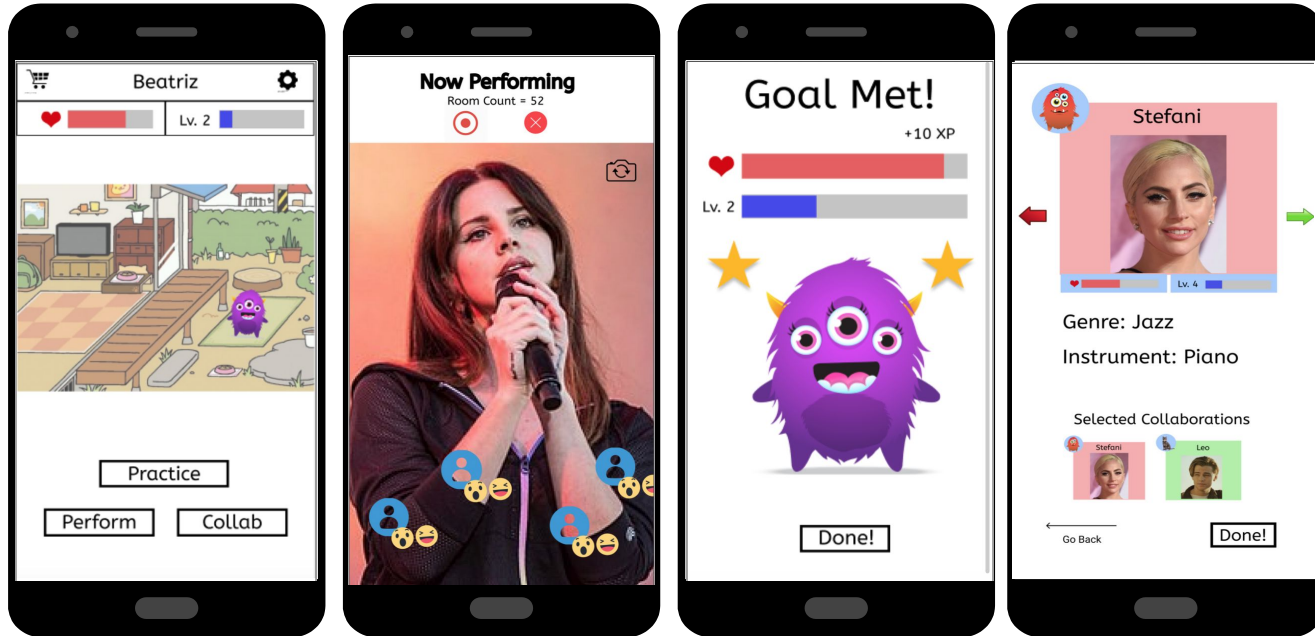 Beatriz
Lv. 2
Practice
Perform
Collab
Now Performing
Room Count = 52
Goal Met!
+10 XP
Lv. 2
Done!
Stefani
Lv. 4
Genre: Jazz
Instrument: Piano
Selected Collaborations
Stefani
Leo
Go Back
Done!